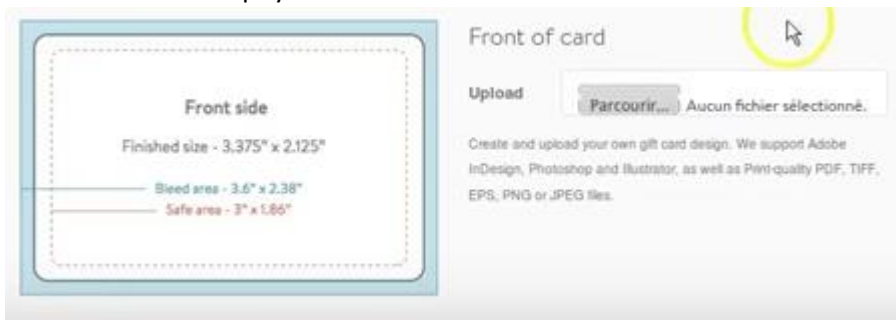 Front side
Finished size - 3.375" x 2.125"
Bleed area - 3.6" x 2.38"
Safe area - 3" x 1.86"
Front of card
Upload
Parcourir... Aucun fichier sélectionné.
Create and upload your own gift card design. We support Adobe
InDesign, Photoshop and Illustrator, as well as Print-quality PDF, TIFF,
EPS, PNG or JPEG files.